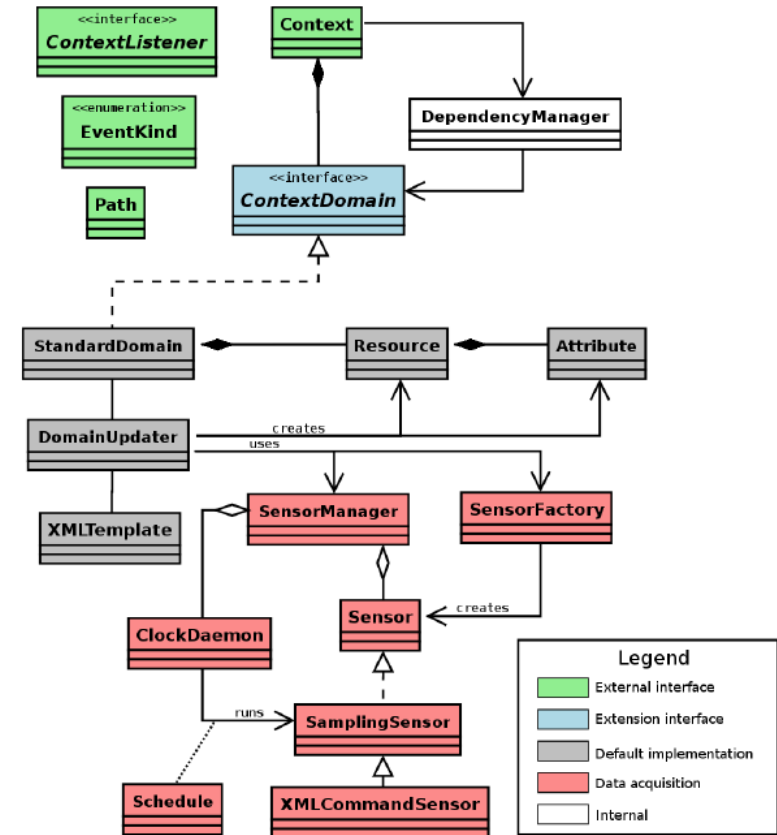 <<interface>>
ContextListener
Context
<<enumeration>>
EventKind
DependencyManager
Path
<<interface>>
ContextDomain
StandardDomain
Resource
Attribute
DomainUpdater
creates
uses
XMLTemplate
SensorManager
SensorFactory
ClockDaemon
Sensor
creates
runs
SamplingSensor
Schedule
XMLCommandSensor
Legend
External interface
Extension interface
Default implementation
Data acquisition
Internal